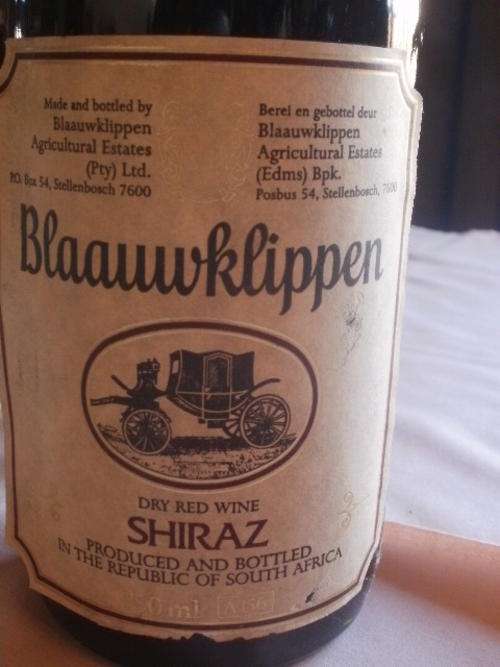 Made and bottled by
Blaauwklippen
Agricultural Estates
(Pty) Ltd.
P.O. Box 54, Stellenbosch 7600
Berei en gebottel deur
Blaauwklippen
Agricultural Estates
(Edms) Bpk.
Posbus 54, Stellenbosch, 7600
Blaauwklippen
DRY RED WINE
SHIRAZ
PRODUCED AND BOTTLED
IN THE REPUBLIC OF SOUTH AFRICA
ml A66